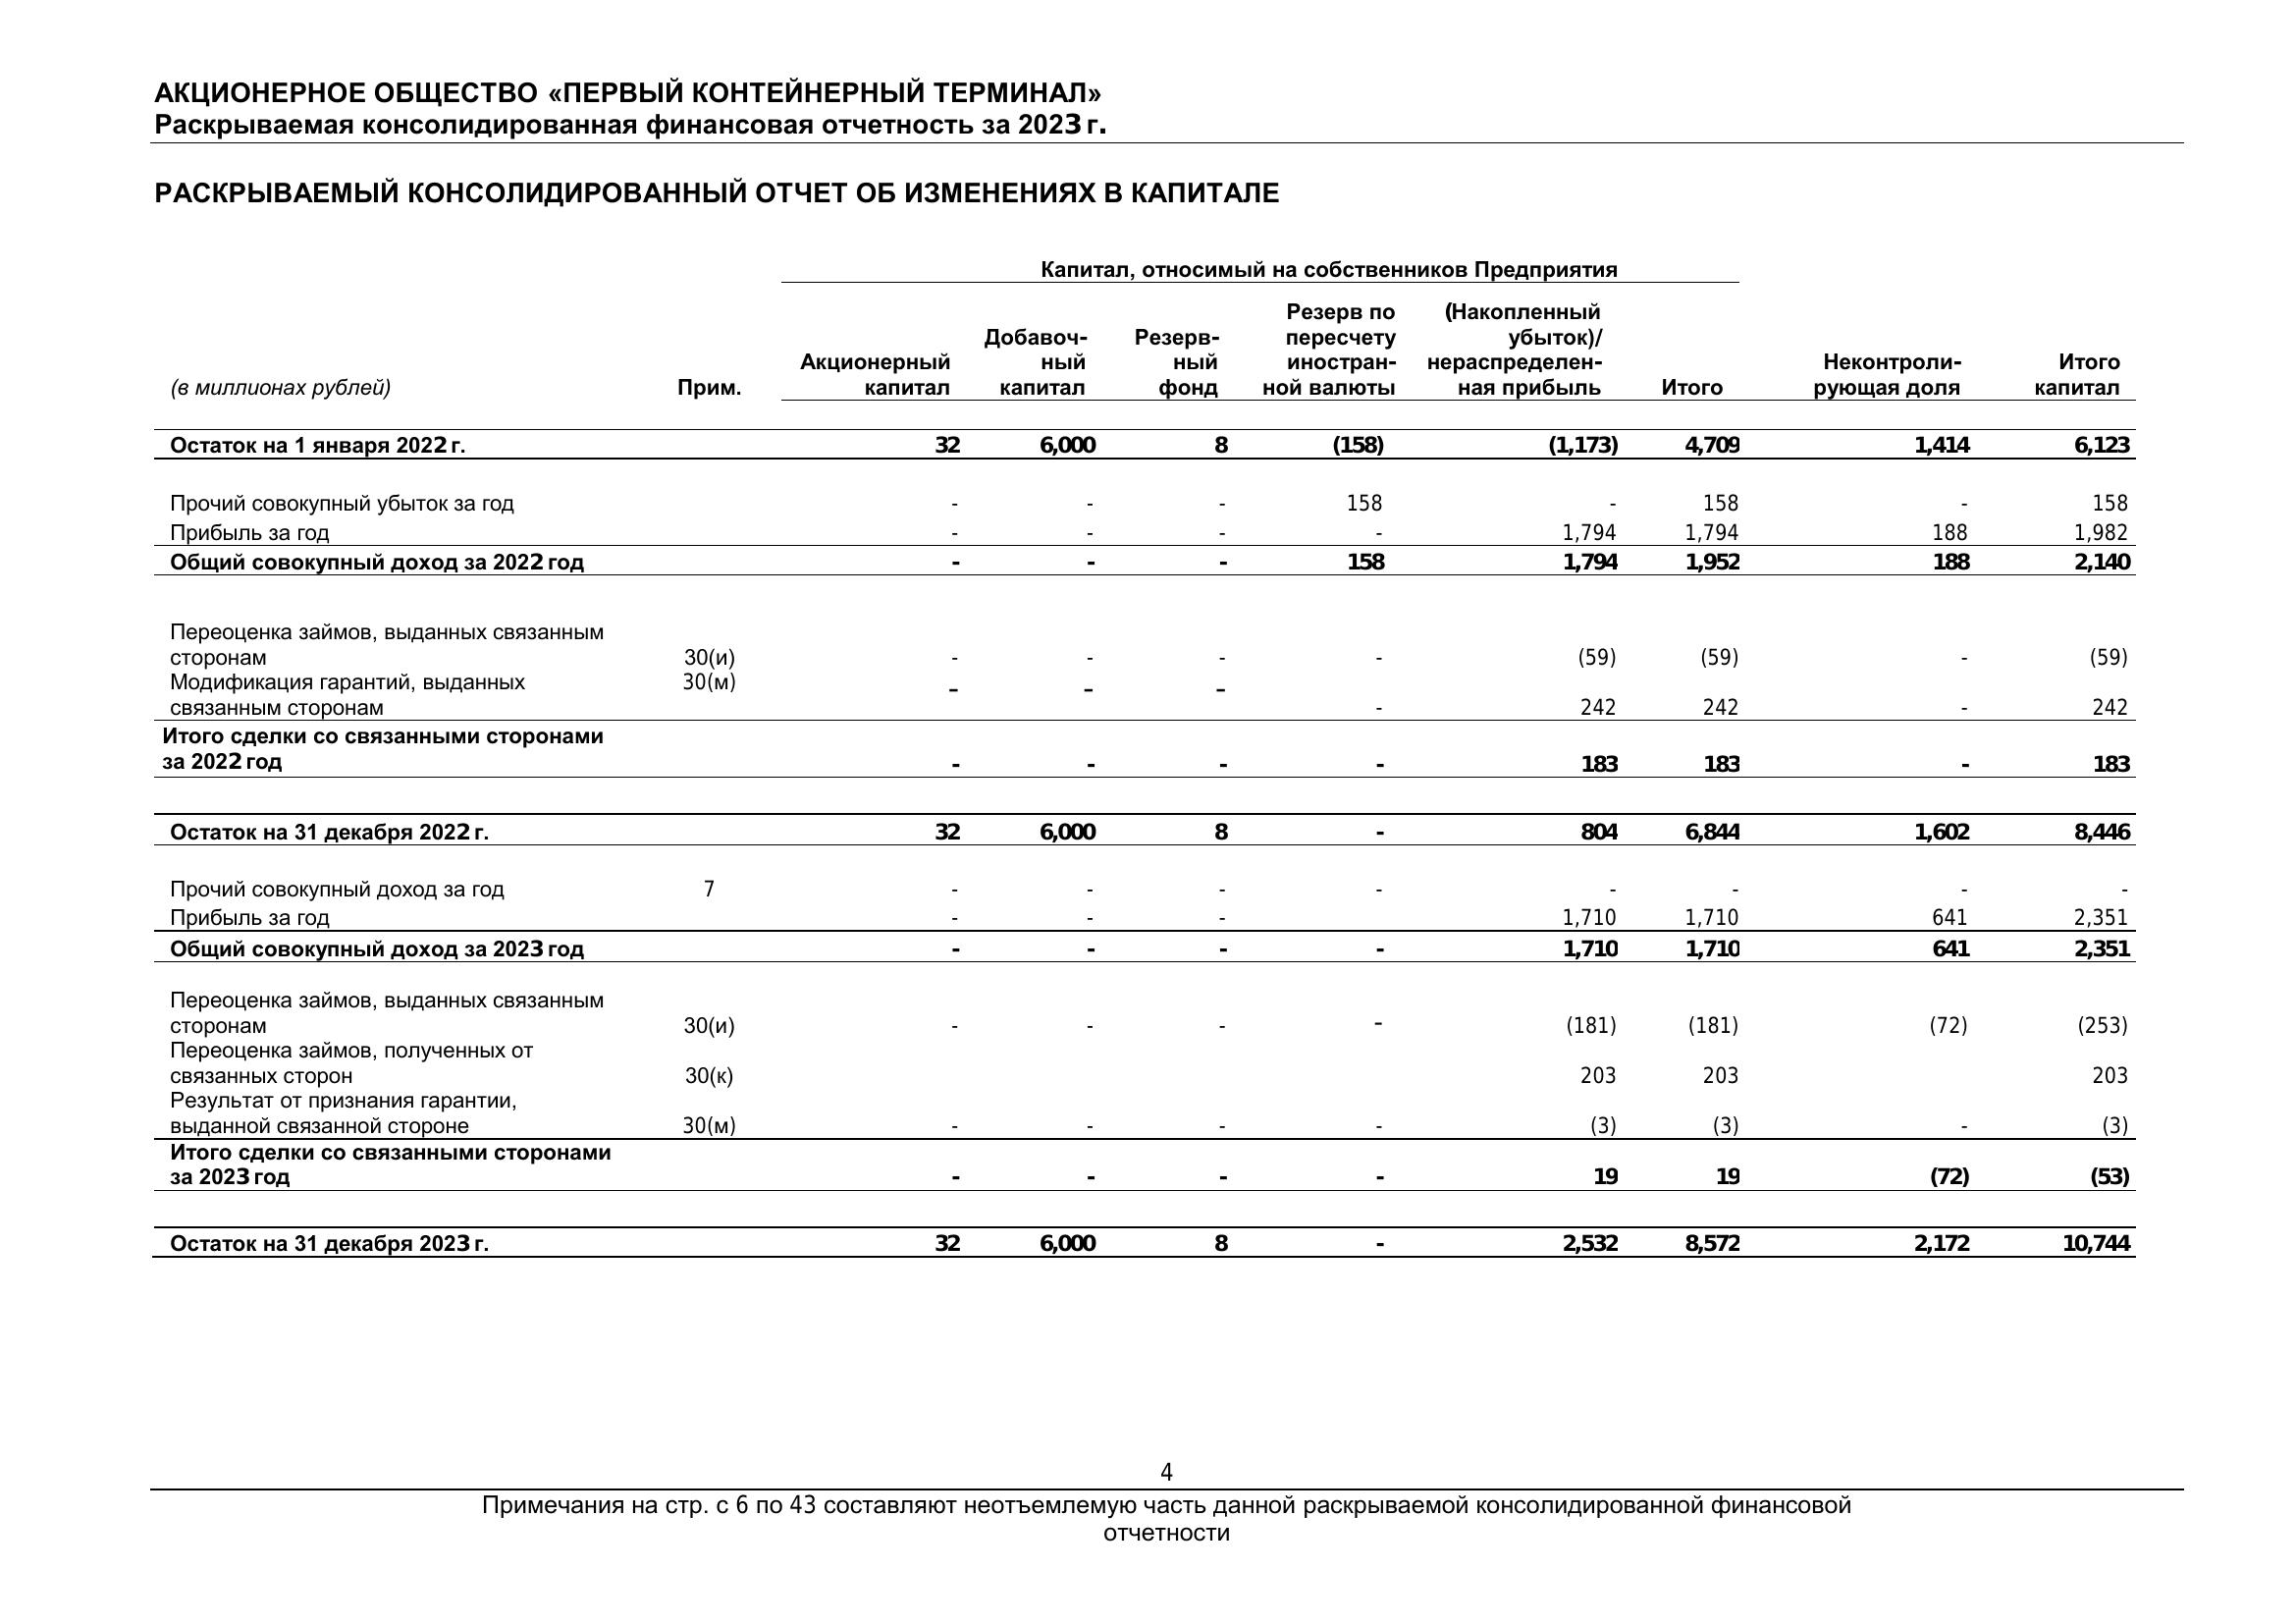 АКЦИОНЕРНОЕ ОБЩЕСТВО «ПЕРВЫЙ КОНТЕЙНЕРНЫЙ ТЕРМИНАЛ»
Раскрываемая консолидированная финансовая отчетность за 2023 г.
РАСКРЫВАЕМЫЙ КОНСОЛИДИРОВАННЫЙ ОТЧЕТ ОБ ИЗМЕНЕНИЯХ В КАПИТАЛЕ
Капитал, относимый на собственников Предприятия
Резерв по (Накопленный
Добавоч- Резерв- пересчету убыток)/
Акционерный ный ный иностран- нераспределен- Неконтроли- Итого
(в миллионах рублей) Прим. капитал капитал фонд ной валюты ная прибыль Итого рующая доля капитал
Остаток на 1 января 2022 г. 32 6,000 8 (158) (1,173) 4,709 1,414 6,123
Прочий совокупный убыток за год - - - 158 - 158 - 158
Прибыль за год - - - - 1,794 1,794 188 1,982
Общий совокупный доход за 2022 год - - - 158 1,794 1,952 188 2,140
Переоценка займов, выданных связанным
сторонам 30(и) - - - - (59) (59) - (59)
Модификация гарантий, выданных 30(м) - - -
связанным сторонам - 242 242 - 242
Итого сделки со связанными сторонами
за 2022 год - - - - 183 183 - 183
Остаток на 31 декабря 2022 г. 32 6,000 8 - 804 6,844 1,602 8,446
Прочий совокупный доход за год 7 - - - - - - - -
Прибыль за год - - - 1,710 1,710 641 2,351
Общий совокупный доход за 2023 год - - - - 1,710 1,710 641 2,351
Переоценка займов, выданных связанным
сторонам 30(и) - - - - (181) (181) (72) (253)
Переоценка займов, полученных от
связанных сторон 30(к) 203 203 203
Результат от признания гарантии,
выданной связанной стороне 30(м) - - - - (3) (3) - (3)
Итого сделки со связанными сторонами
за 2023 год - - - - 19 19 (72) (53)
Остаток на 31 декабря 2023 г. 32 6,000 8 - 2,532 8,572 2,172 10,744
4
Примечания на стр. с 6 по 43 составляют неотъемлемую часть данной раскрываемой консолидированной финансовой
отчетности